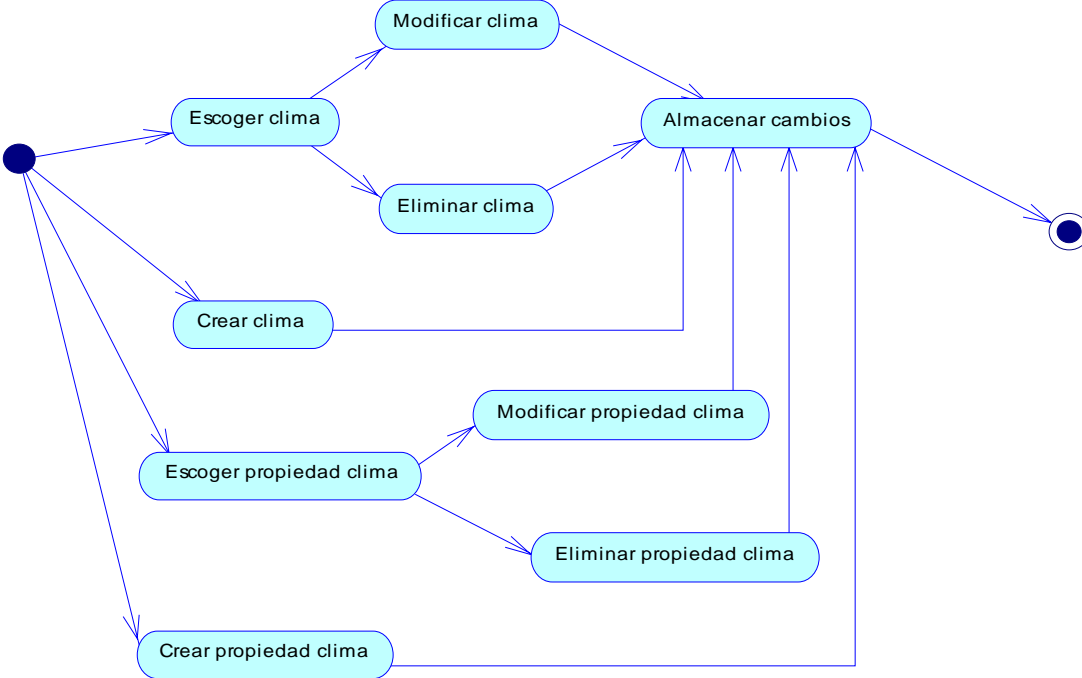 Modificar clima
Escoger clima
Almacenar cambios
Eliminar clima
Crear clima
Modificar propiedad clima
Escoger propiedad clima
Eliminar propiedad clima
Crear propiedad clima